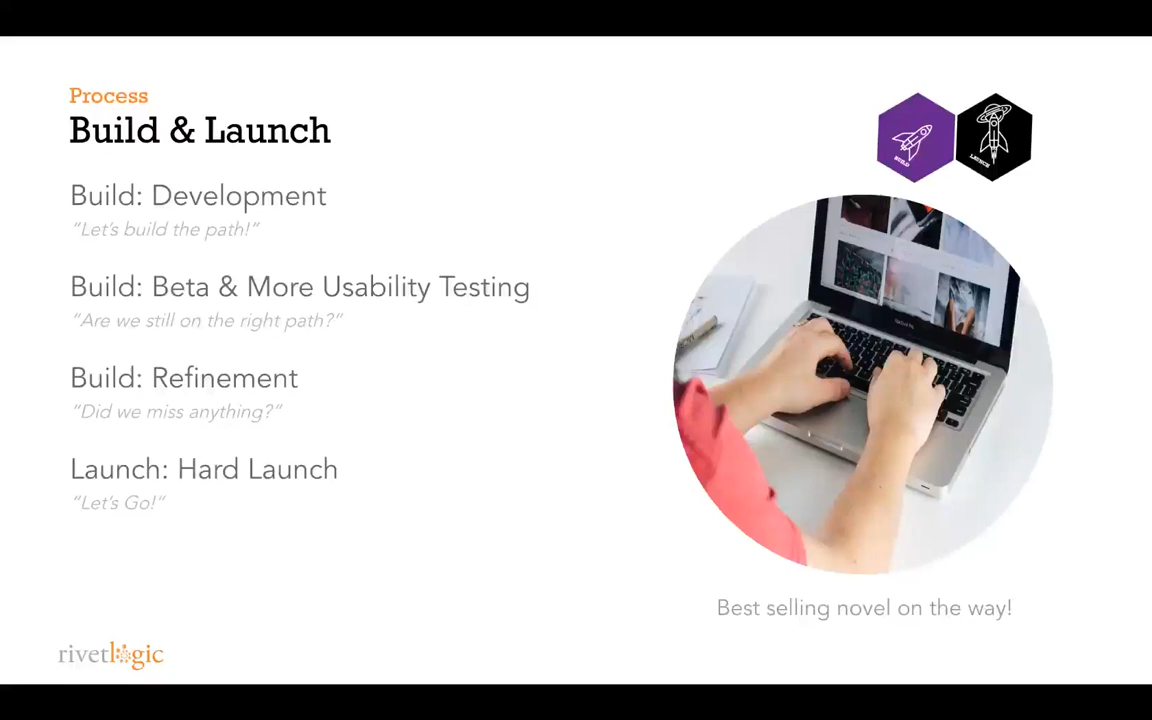 Process
Build & Launch
BUILD
LAUNCH
Build: Development
“Let’s build the path!”
Build: Beta & More Usability Testing
“Are we still on the right path?”
Build: Refinement
“Did we miss anything?”
Launch: Hard Launch
“Let’s Go!”
Best selling novel on the way!
rivetlogic